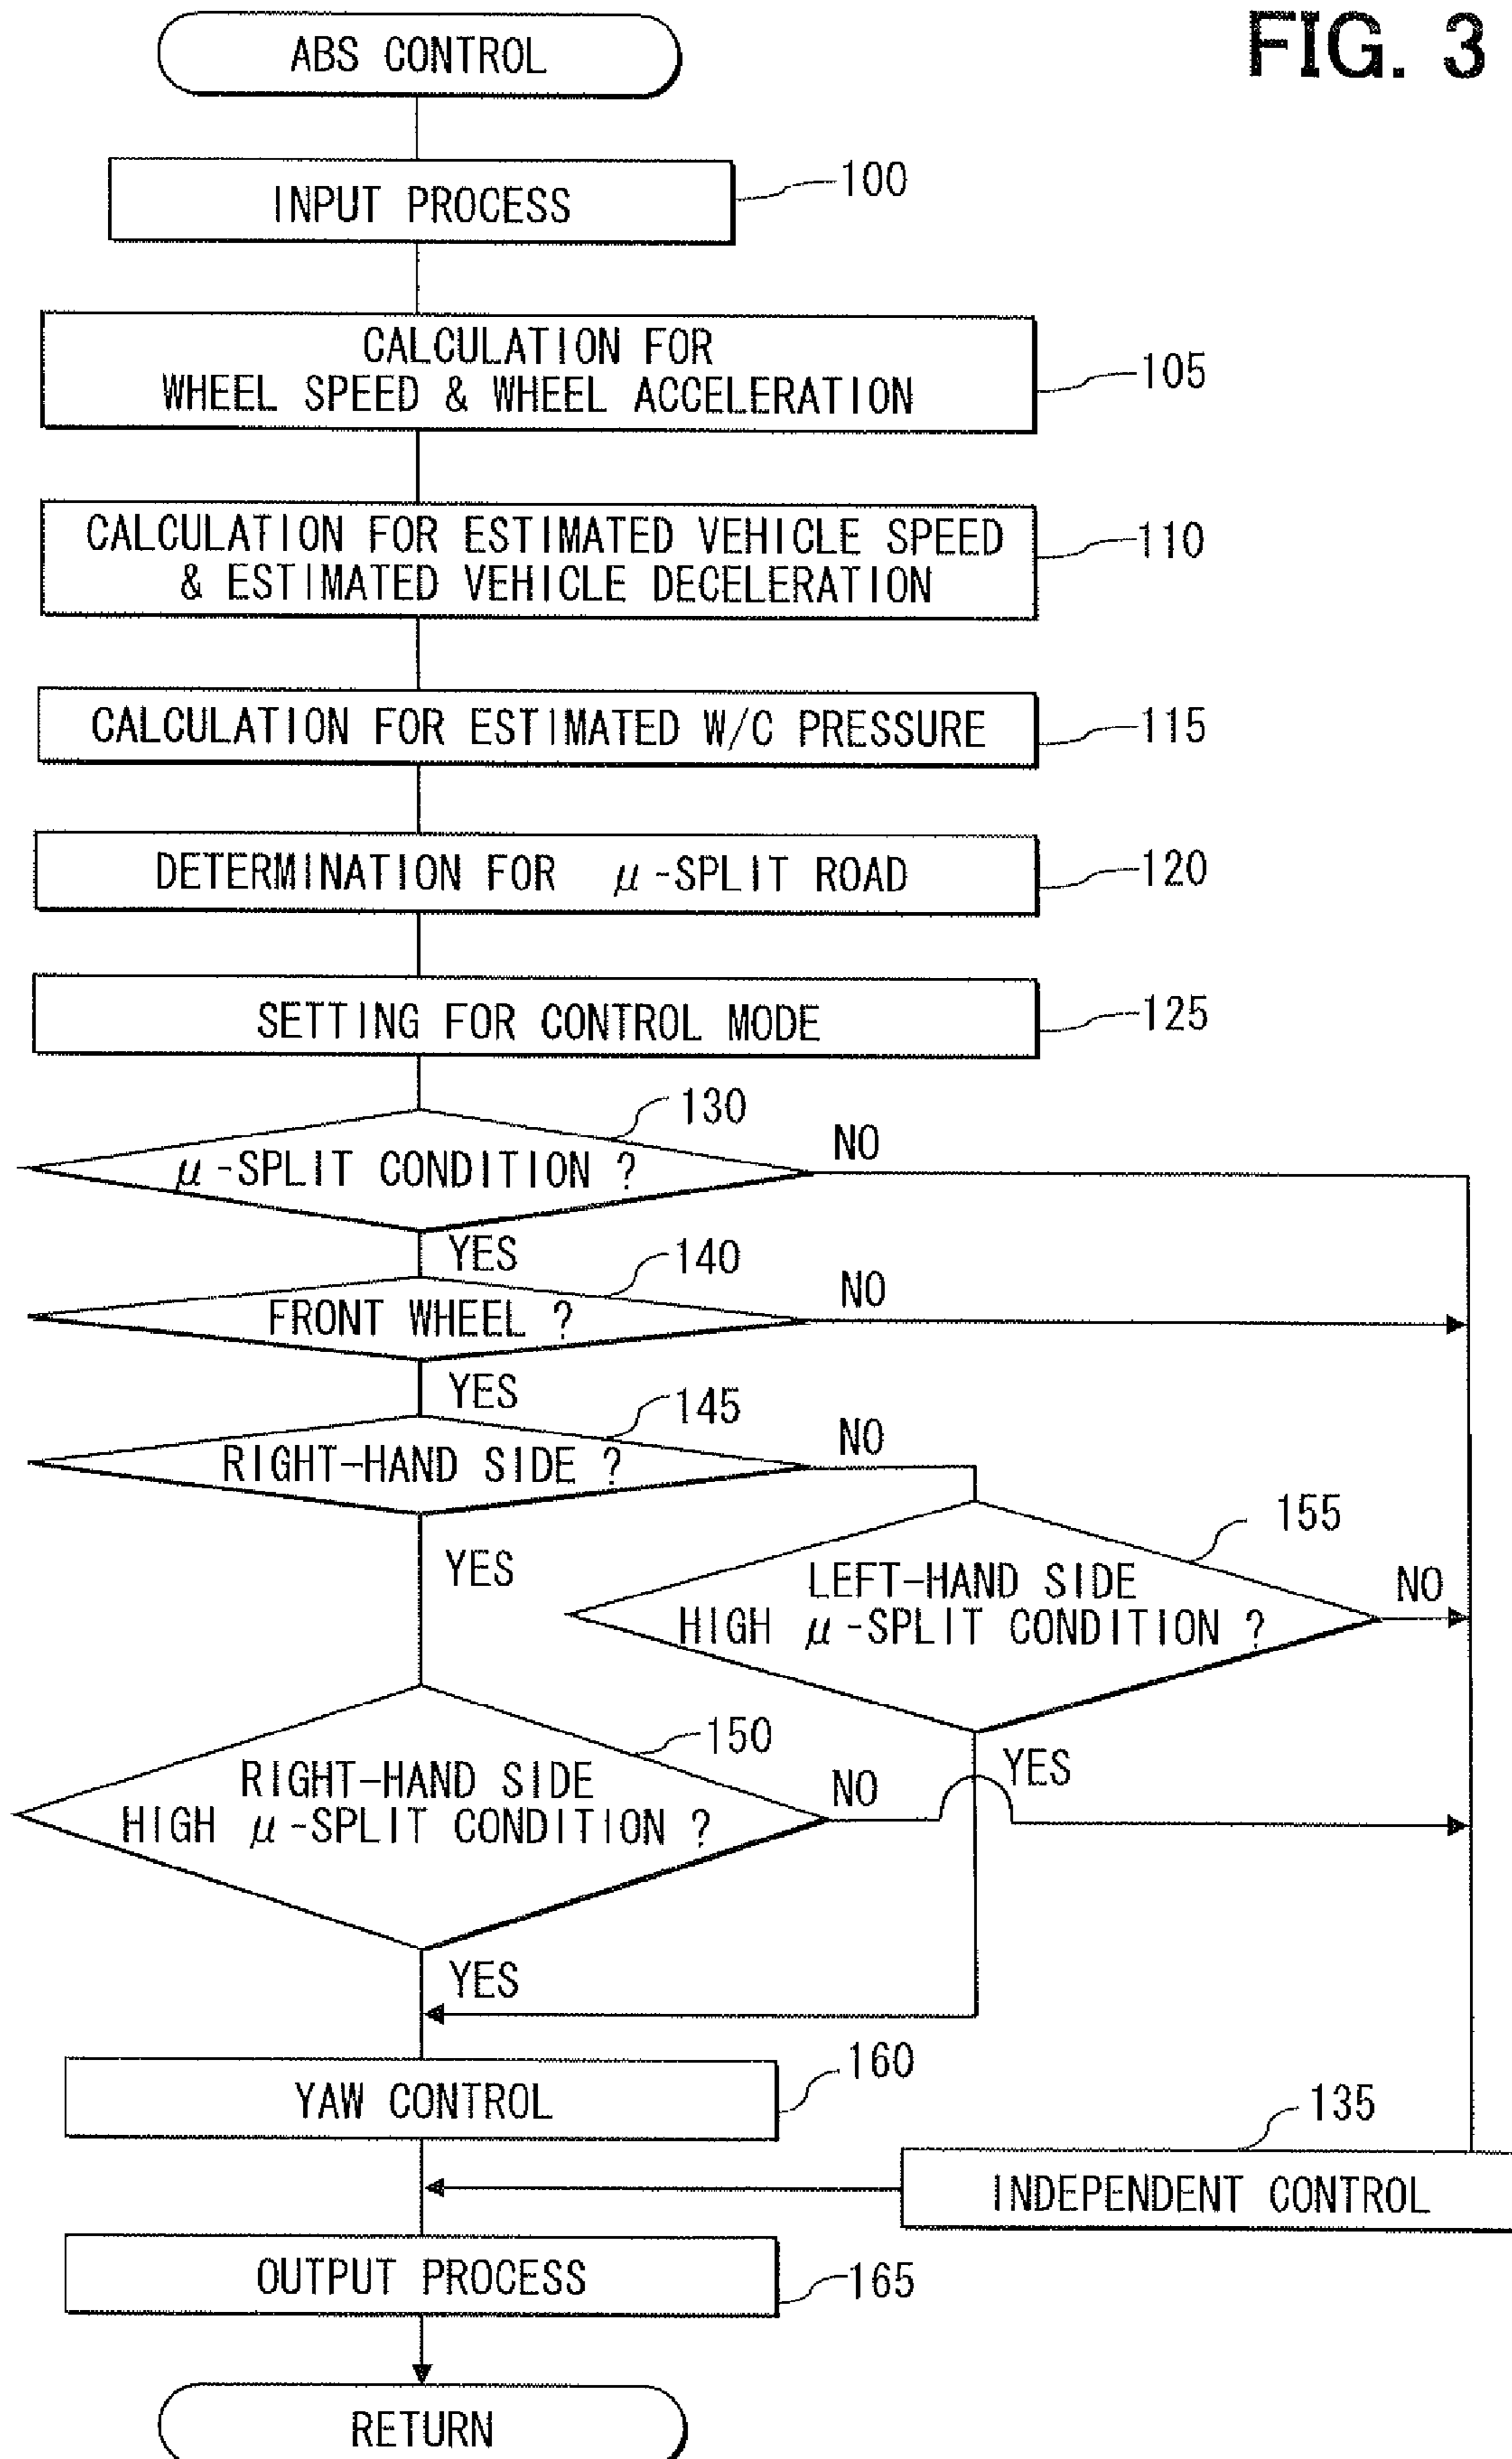 FIG. 3
ABS CONTROL
INPUT PROCESS
100
CALCULATION FOR
WHEEL SPEED & WHEEL ACCELERATION
105
CALCULATION FOR ESTIMATED VEHICLE SPEED
& ESTIMATED VEHICLE DECELERATION
110
CALCULATION FOR ESTIMATED W/C PRESSURE
115
DETERMINATION FOR μ-SPLIT ROAD
120
SETTING FOR CONTROL MODE
125
130
μ-SPLIT CONDITION ?
NO
YES
140
FRONT WHEEL ?
NO
YES
145
RIGHT-HAND SIDE ?
NO
YES
155
LEFT-HAND SIDE
HIGH μ-SPLIT CONDITION ?
NO
YES
150
RIGHT-HAND SIDE
HIGH μ-SPLIT CONDITION ?
NO
YES
160
YAW CONTROL
135
INDEPENDENT CONTROL
OUTPUT PROCESS
165
RETURN